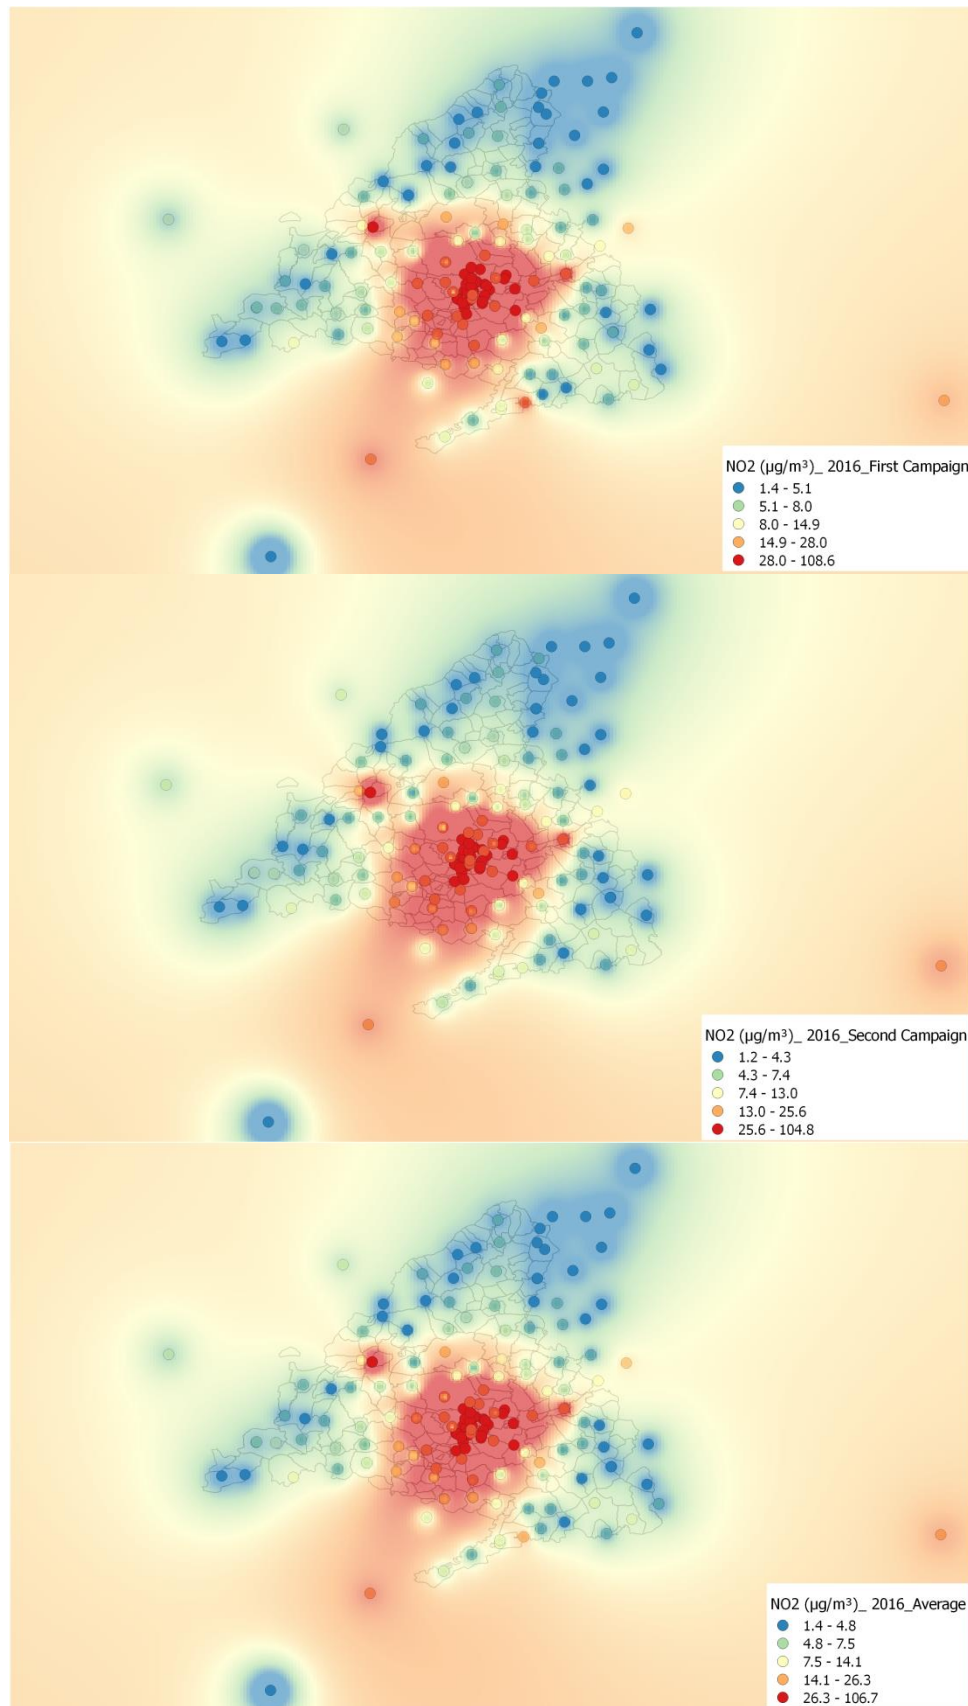 NO2 (µg/m³)_ 2016_First Campaign
1.4 - 5.1
5.1 - 8.0
8.0 - 14.9
14.9 - 28.0
28.0 - 108.6
NO2 (µg/m³)_ 2016_Second Campaign
1.2 - 4.3
4.3 - 7.4
7.4 - 13.0
13.0 - 25.6
25.6 - 104.8
NO2 (µg/m³)_ 2016_Average
1.4 - 4.8
4.8 - 7.5
7.5 - 14.1
14.1 - 26.3
26.3 - 106.7